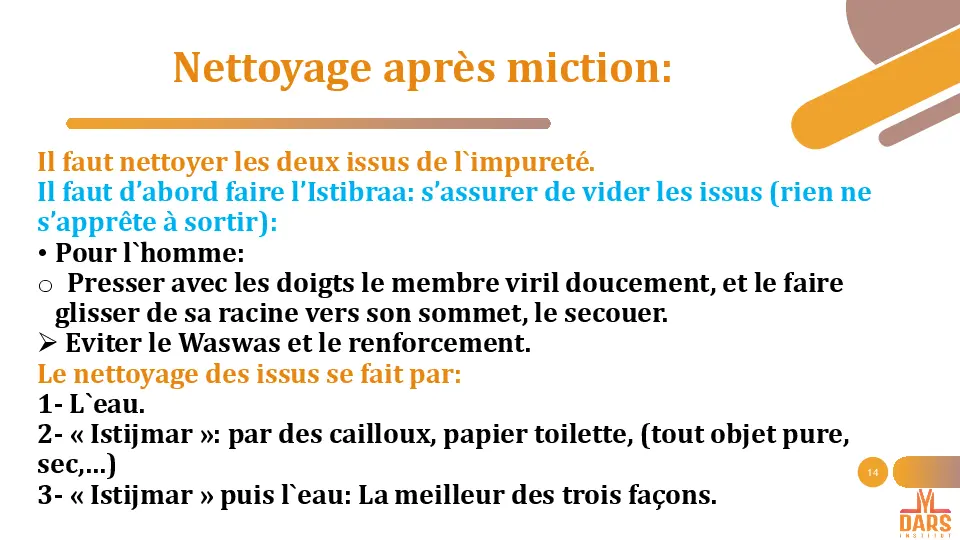 Nettoyage après miction:
Il faut nettoyer les deux issus de l`impureté.
Il faut d’abord faire l’Istibraa: s’assurer de vider les issus (rien ne
s’apprête à sortir):
• Pour l`homme:
o Presser avec les doigts le membre viril doucement, et le faire
glisser de sa racine vers son sommet, le secouer.
➢ Eviter le Waswas et le renforcement.
Le nettoyage des issus se fait par:
1- L`eau.
2- « Istijmar »: par des cailloux, papier toilette, (tout objet pure,
sec,…)
3- « Istijmar » puis l`eau: La meilleur des trois façons.
14
DARS
INSTITUT